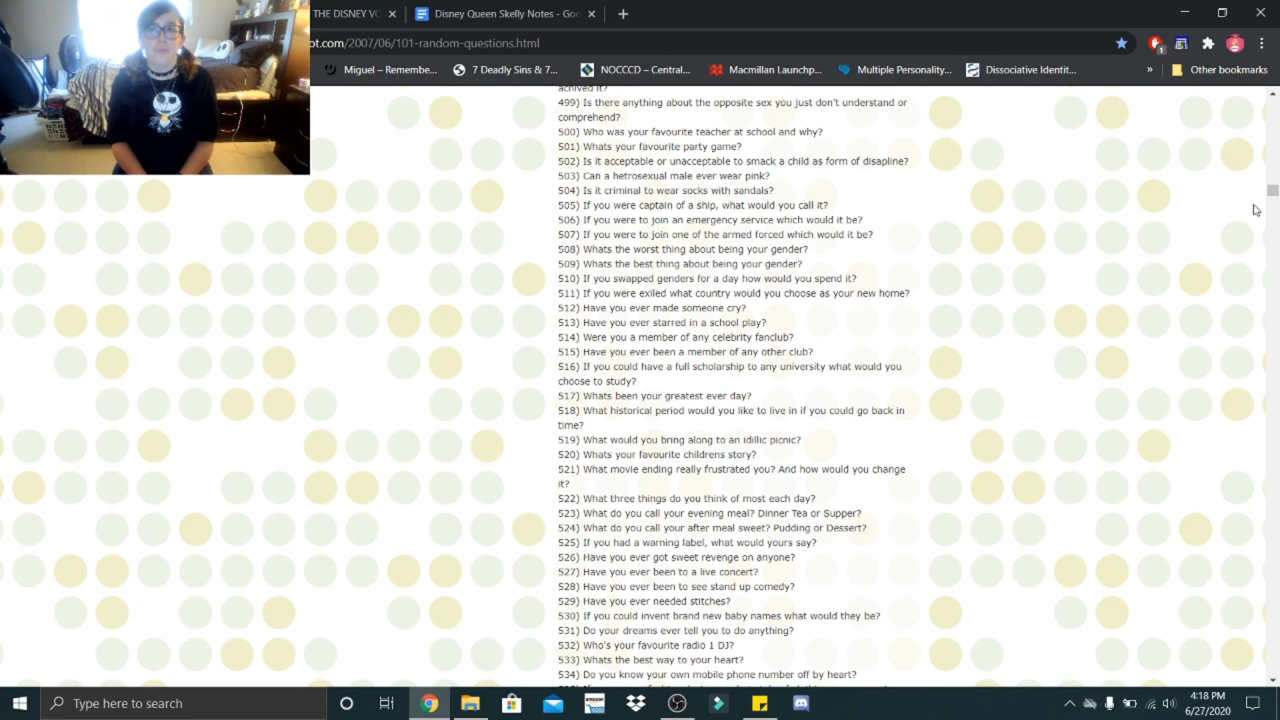 THE DISNEY VO
Disney Queen Skelly Notes - Goo
ot.com/2007/06/101-random-questions.html
Miguel – Remembe...
7 Deadly Sins & 7...
NOCCCD – Central...
Macmillan Launchp...
Multiple Personality...
Dissociative Identit...
Other bookmarks
achived it?
499) Is there anything about the opposite sex you just don't understand or
comprehend?
500) Who was your favourite teacher at school and why?
501) Whats your favourite party game?
502) Is it acceptable or unacceptable to smack a child as form of disapline?
503) Can a hetrosexual male ever wear pink?
504) Is it criminal to wear socks with sandals?
505) If you were captain of a ship, what would you call it?
506) If you were to join an emergency service which would it be?
507) If you were to join one of the armed forced which would it be?
508) Whats the worst thing about being your gender?
509) Whats the best thing about being your gender?
510) If you swapped genders for a day how would you spend it?
511) If you were exiled what country would you choose as your new home?
512) Have you ever made someone cry?
513) Have you ever starred in a school play?
514) Were you a member of any celebrity fanclub?
515) Have you ever been a member of any other club?
516) If you could have a full scholarship to any university what would you
choose to study?
517) Whats been your greatest ever day?
518) What historical period would you like to live in if you could go back in
time?
519) What would you bring along to an idillic picnic?
520) Whats your favourite childrens story?
521) What movie ending really frustrated you? And how would you change
it?
522) What three things do you think of most each day?
523) What do you call your evening meal? Dinner Tea or Supper?
524) What do you call your after meal sweet? Pudding or Dessert?
525) If you had a warning label, what would yours say?
526) Have you ever got sweet revenge on anyone?
527) Have you ever been to a live concert?
528) Have you ever been to see stand up comedy?
529) Have you ever needed stitches?
530) If you could invent brand new baby names what would they be?
531) Do your dreams ever tell you to do anything?
532) Who's your favourite radio 1 DJ?
533) Whats the best way to your heart?
534) Do you know your own mobile phone number off by heart?
Type here to search
amazon
4:18 PM
6/27/2020